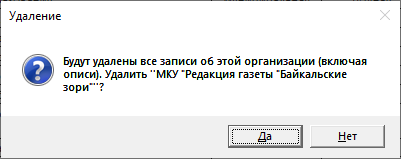 Удаление
Будут удалены все записи об этой организации (включая
описи). Удалить "МКУ "Редакция газеты "Байкальские
зори""?
Да
Нет